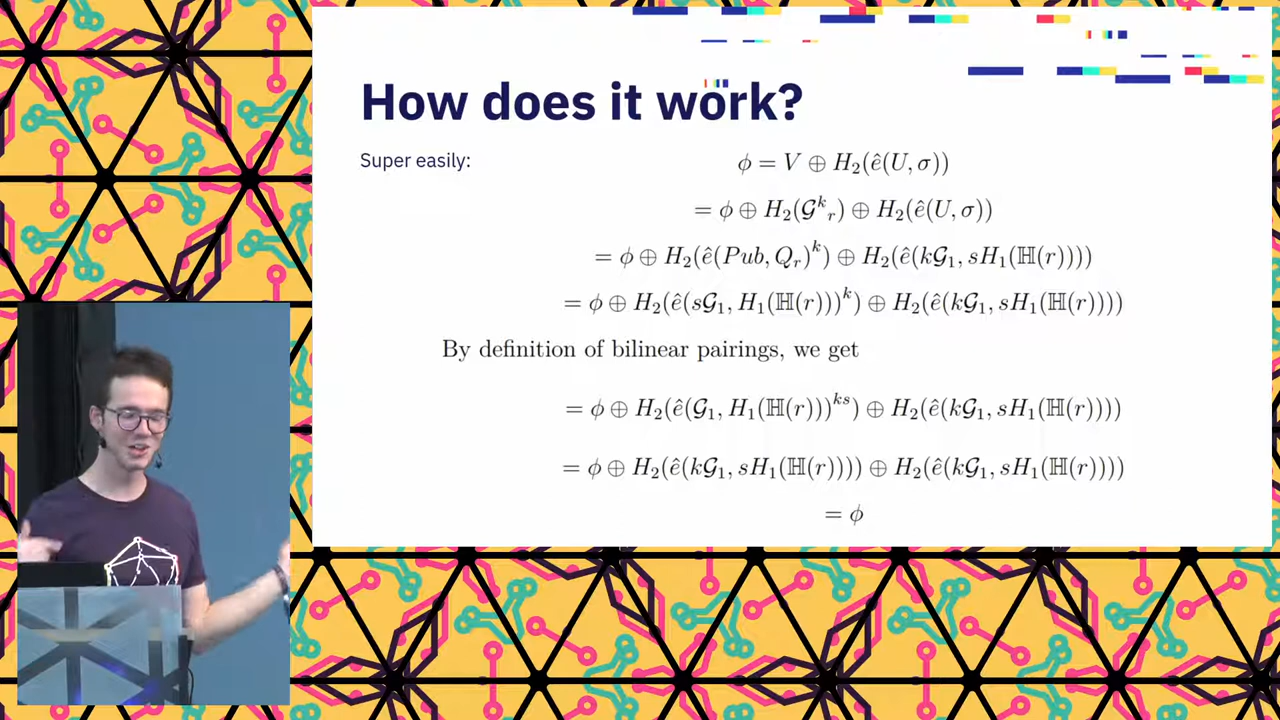 How does it work?
Super easily:
ϕ = V ⊕ H₂(ê(U, σ))
= ϕ ⊕ H₂(𝒢ᵏᵣ) ⊕ H₂(ê(U, σ))
= ϕ ⊕ H₂(ê(Pub, Qᵣ)ᵏ) ⊕ H₂(ê(k𝒢₁, sH₁(ℍ(r))))
= ϕ ⊕ H₂(ê(s𝒢₁, H₁(ℍ(r)))ᵏ) ⊕ H₂(ê(k𝒢₁, sH₁(ℍ(r))))
By definition of bilinear pairings, we get
= ϕ ⊕ H₂(ê(𝒢₁, H₁(ℍ(r)))ᵏˢ) ⊕ H₂(ê(k𝒢₁, sH₁(ℍ(r))))
= ϕ ⊕ H₂(ê(k𝒢₁, sH₁(ℍ(r)))) ⊕ H₂(ê(k𝒢₁, sH₁(ℍ(r))))
= ϕ